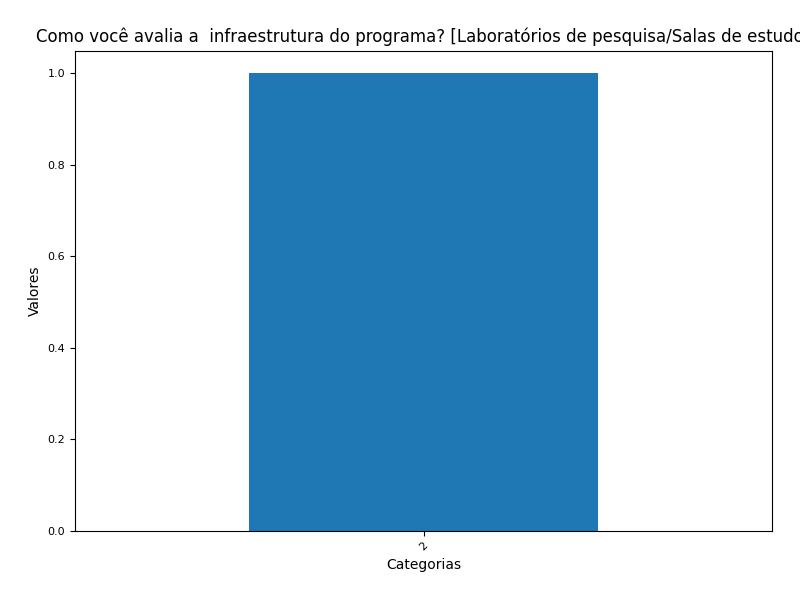 Como você avalia a  infraestrutura do programa? [Laboratórios de pesquisa/Salas de estudo
1.0
0.8
0.6
0.4
0.2
0.0
Valores
2
Categorias